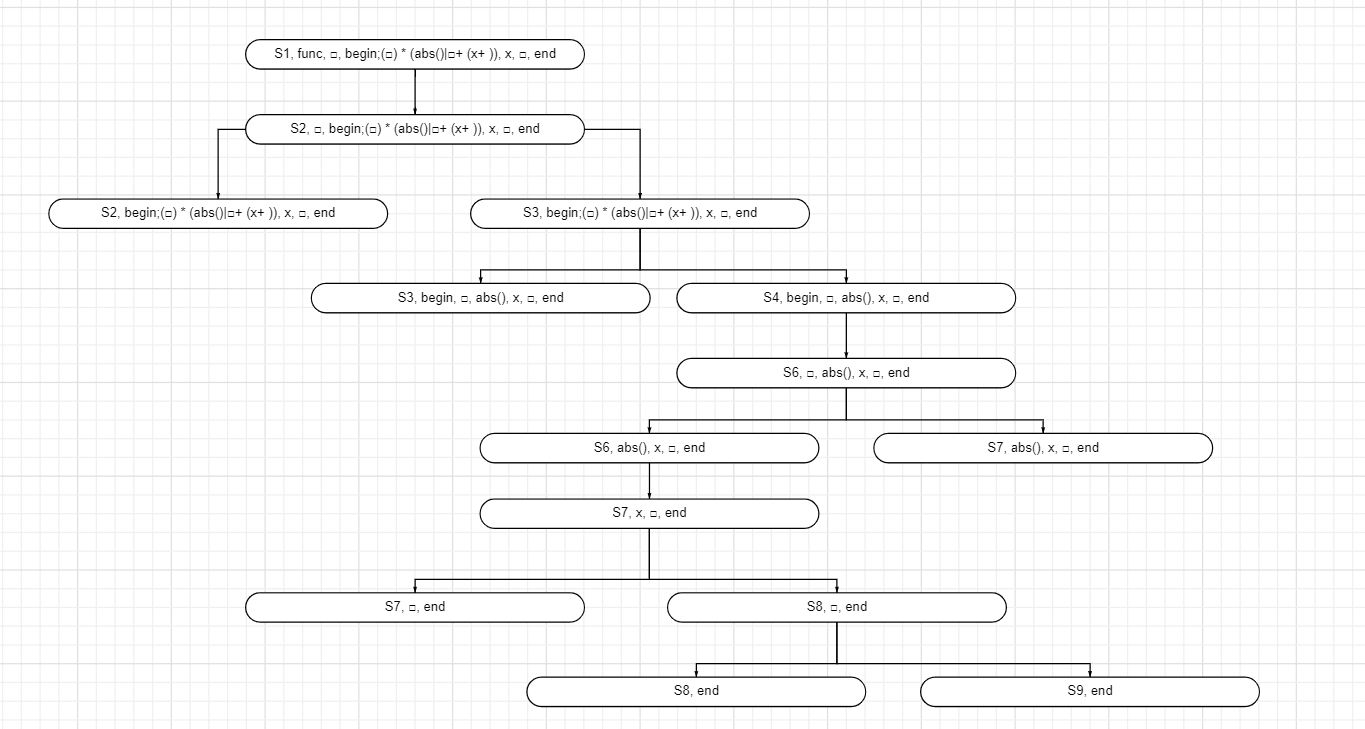 S1, func, □, begin;(□) * (abs()|□+ (x+ )), x, □, end
S2, □, begin;(□) * (abs()|□+ (x+ )), x, □, end
S2, begin;(□) * (abs()|□+ (x+ )), x, □, end
S3, begin;(□) * (abs()|□+ (x+ )), x, □, end
S3, begin, □, abs(), x, □, end
S4, begin, □, abs(), x, □, end
S6, □, abs(), x, □, end
S6, abs(), x, □, end
S7, abs(), x, □, end
S7, x, □, end
S7, □, end
S8, □, end
S8, end
S9, end